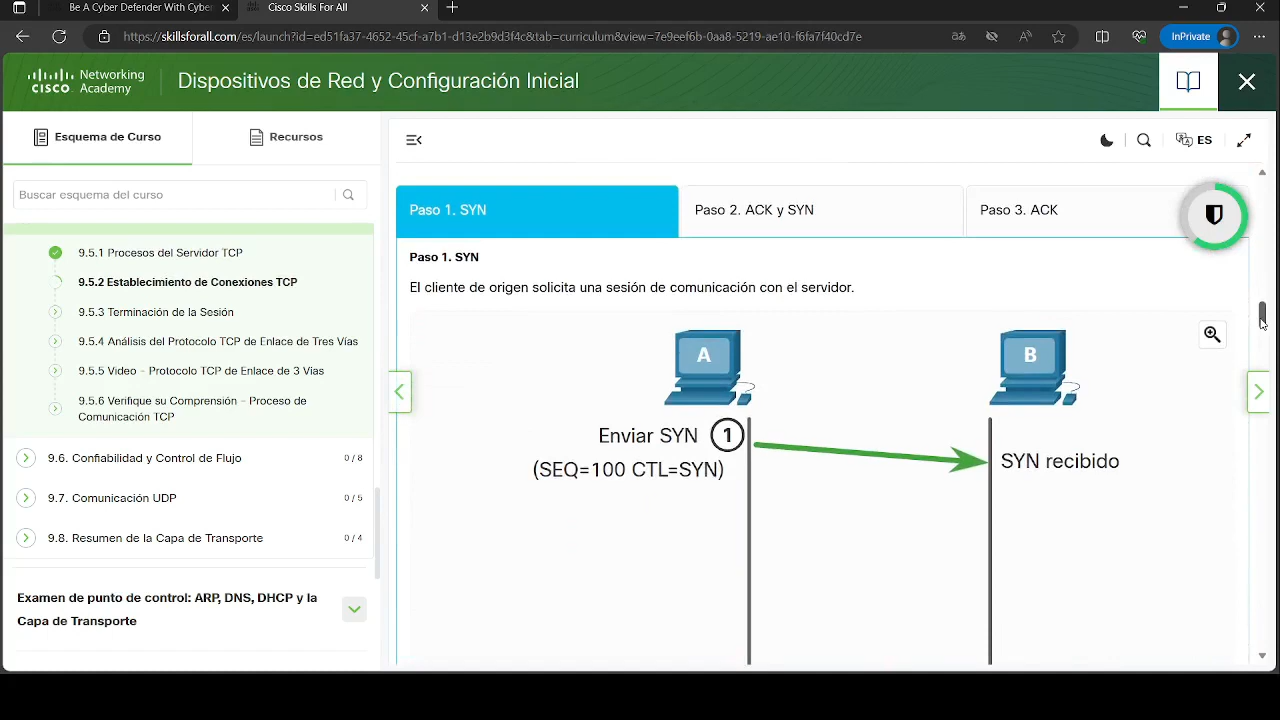 Be A Cyber Defender With Cyber
Cisco Skills For All
https://skillsforall.com/es/launch?id=ed51fa37-4652-45cf-a7b1-d13e2b9d3f4c&tab=curriculum&view=7e9eef6b-0aa8-5219-ae10-f6fa7f40cd7e
InPrivate
cisco Networking Academy
Dispositivos de Red y Configuración Inicial
Esquema de Curso
Recursos
ES
Buscar esquema del curso
9.5.1 Procesos del Servidor TCP
9.5.2 Establecimiento de Conexiones TCP
9.5.3 Terminación de la Sesión
9.5.4 Análisis del Protocolo TCP de Enlace de Tres Vías
9.5.5 Video - Protocolo TCP de Enlace de 3 Vías
9.5.6 Verifique su Comprensión - Proceso de
Comunicación TCP
9.6. Confiabilidad y Control de Flujo 0 / 8
9.7. Comunicación UDP 0 / 5
9.8. Resumen de la Capa de Transporte 0 / 4
Examen de punto de control: ARP, DNS, DHCP y la
Capa de Transporte
Paso 1. SYN
Paso 2. ACK y SYN
Paso 3. ACK
Paso 1. SYN
El cliente de origen solicita una sesión de comunicación con el servidor.
A
B
Enviar SYN 1
(SEQ=100 CTL=SYN)
SYN recibido